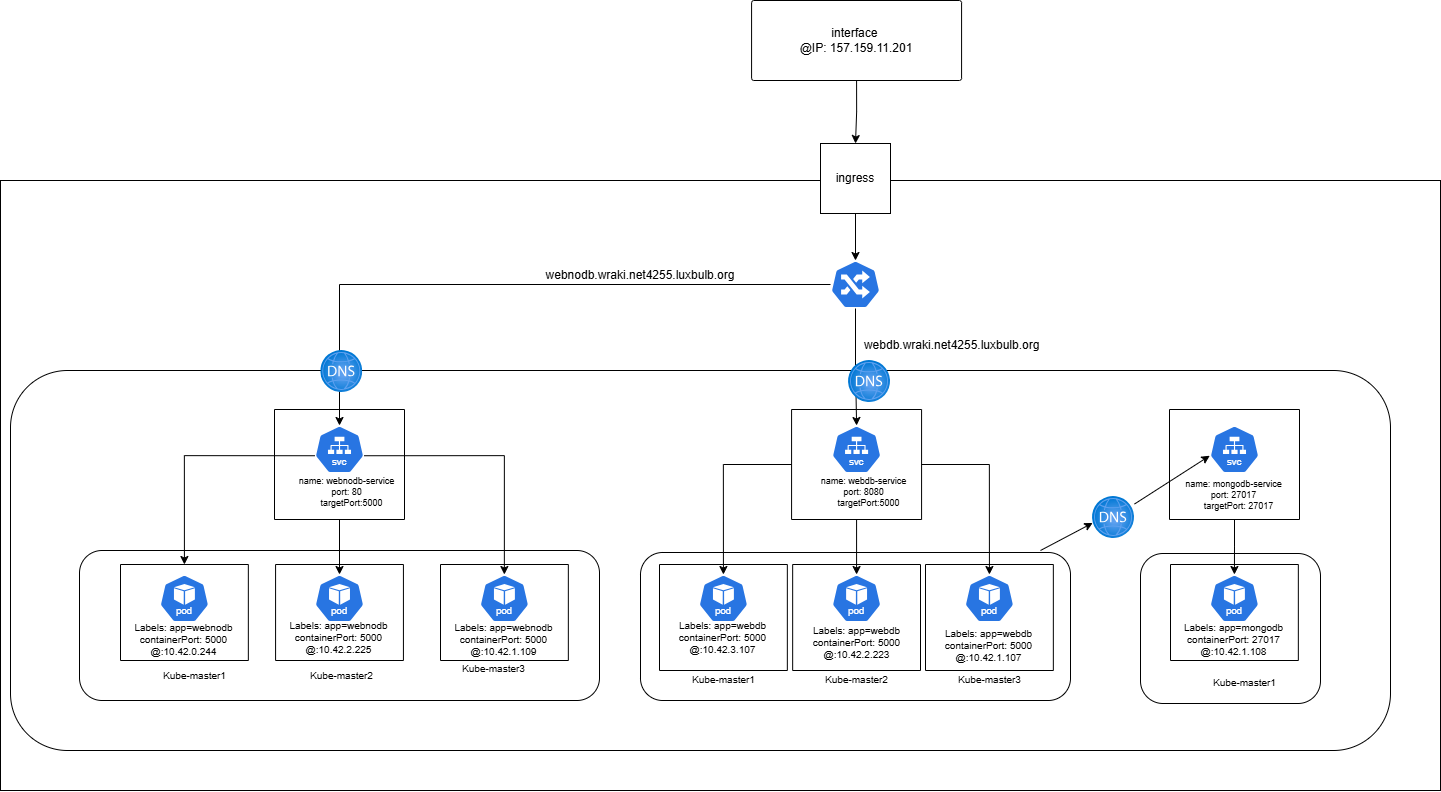 interface
@IP: 157.159.11.201
ingress
webnodb.wraki.net4255.luxbulb.org
webdb.wraki.net4255.luxbulb.org
DNS
DNS
svc
name: webnodb-service
port: 80
targetPort:5000
svc
name: webdb-service
port: 8080
targetPort:5000
DNS
svc
name: mongodb-service
port: 27017
targetPort: 27017
pod
Labels: app=webnodb
containerPort: 5000
@:10.42.0.244
Kube-master1
pod
Labels: app=webnodb
containerPort: 5000
@:10.42.2.225
Kube-master2
pod
Labels: app=webnodb
containerPort: 5000
@:10.42.1.109
Kube-master3
pod
Labels: app=webdb
containerPort: 5000
@:10.42.3.107
Kube-master1
pod
Labels: app=webdb
containerPort: 5000
@:10.42.2.223
Kube-master2
pod
Labels: app=webdb
containerPort: 5000
@:10.42.1.107
Kube-master3
pod
Labels: app=mongodb
containerPort: 27017
@:10.42.1.108
Kube-master1